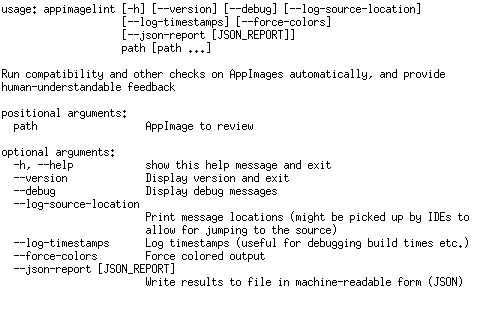 usage: appimagelint [-h] [--version] [--debug] [--log-source-location]
                    [--log-timestamps] [--force-colors]
                    [--json-report [JSON_REPORT]]
                    path [path ...]

Run compatibility and other checks on AppImages automatically, and provide
human-understandable feedback

positional arguments:
  path                  AppImage to review

optional arguments:
  -h, --help            show this help message and exit
  --version             Display version and exit
  --debug               Display debug messages
  --log-source-location
                        Print message locations (might be picked up by IDEs to
                        allow for jumping to the source)
  --log-timestamps      Log timestamps (useful for debugging build times etc.)
  --force-colors        Force colored output
  --json-report [JSON_REPORT]
                        Write results to file in machine-readable form (JSON)